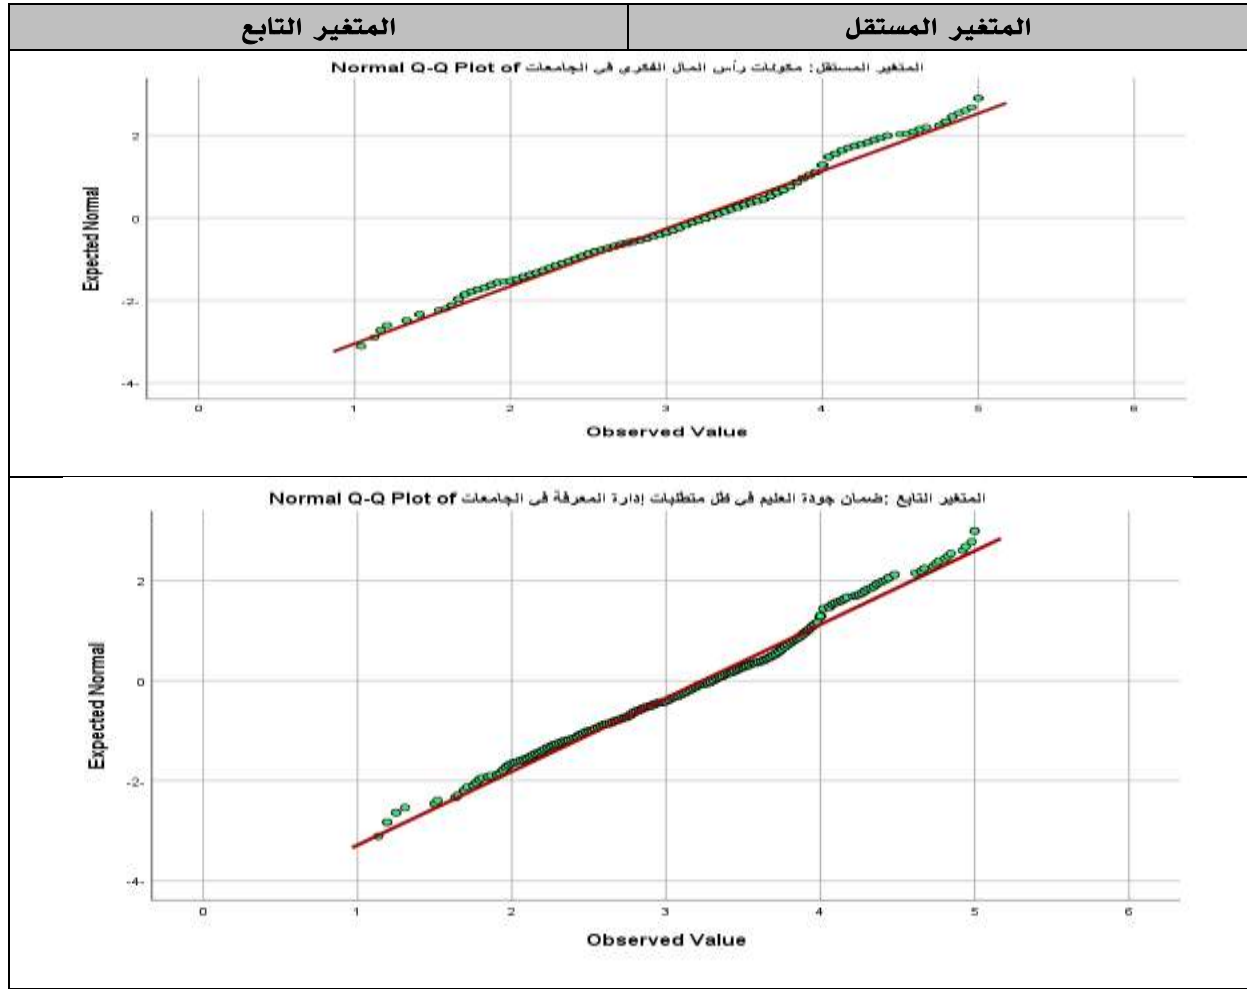 المتغير المستقل
المتغير التابع
Normal Q-Q Plot of المتغير المستقل: مكونات رأس المال الفكري في الجامعات
2
0
-2-
-4-
Expected Normal
0 1 2 3 4 5 6
Observed Value
Normal Q-Q Plot of المتغير التابع :ضمان جودة العليم في ظل متطلبات إدارة المعرفة في الجامعات
2
0
-2-
-4-
Expected Normal
0 1 2 3 4 5 6
Observed Value